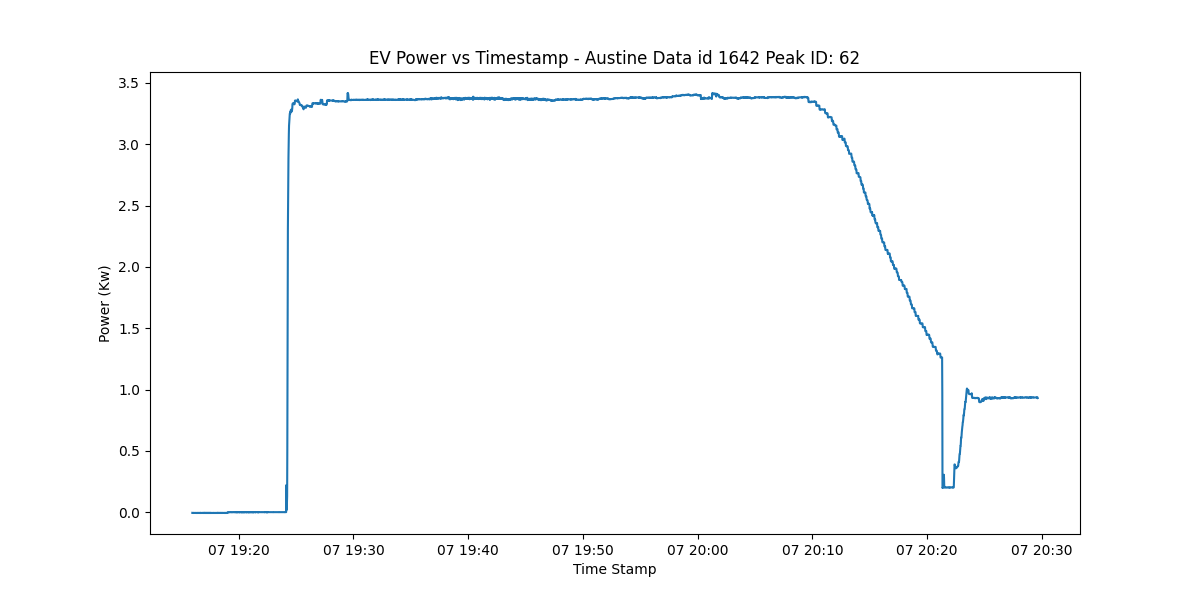 EV Power vs Timestamp - Austine Data id 1642 Peak ID: 62
3.5
3.0
2.5
2.0
1.5
1.0
0.5
0.0
Power (Kw)
07 19:20 07 19:30 07 19:40 07 19:50 07 20:00 07 20:10 07 20:20 07 20:30
Time Stamp